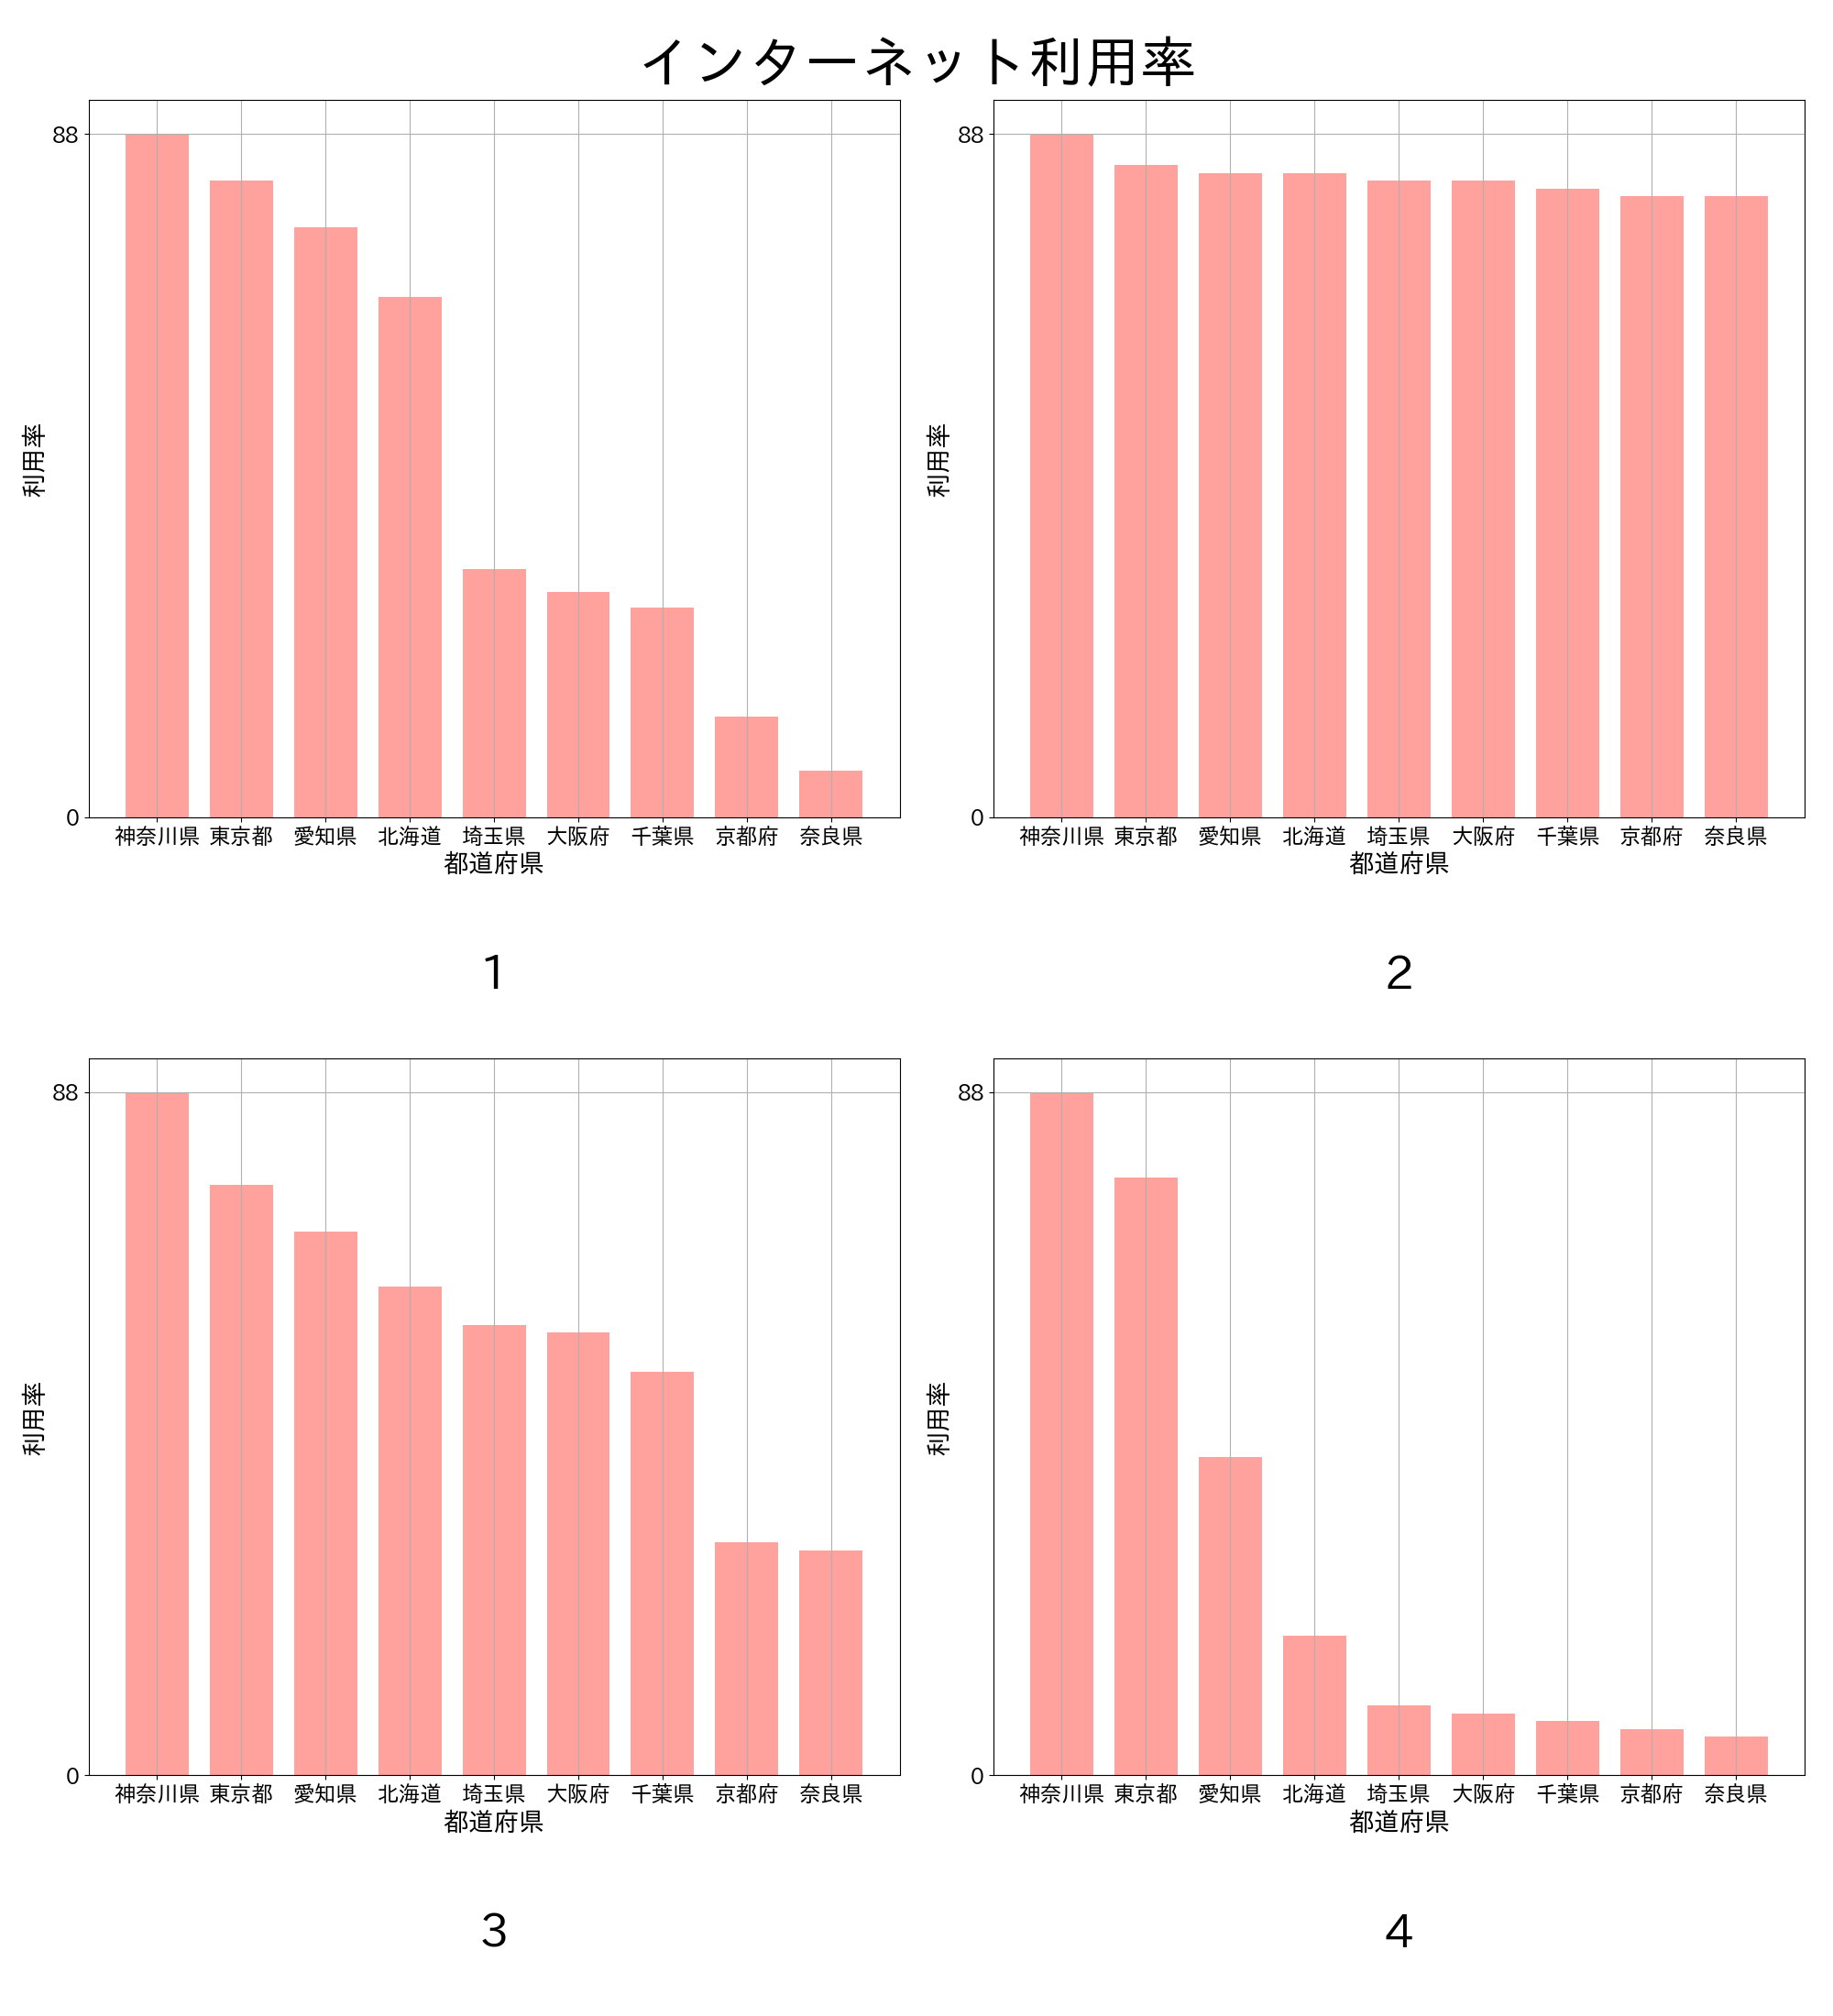 インターネット利用率
88
0
利用率
神奈川県 東京都 愛知県 北海道 埼玉県 大阪府 千葉県 京都府 奈良県
都道府県
1
88
0
利用率
神奈川県 東京都 愛知県 北海道 埼玉県 大阪府 千葉県 京都府 奈良県
都道府県
2
88
0
利用率
神奈川県 東京都 愛知県 北海道 埼玉県 大阪府 千葉県 京都府 奈良県
都道府県
3
88
0
利用率
神奈川県 東京都 愛知県 北海道 埼玉県 大阪府 千葉県 京都府 奈良県
都道府県
4